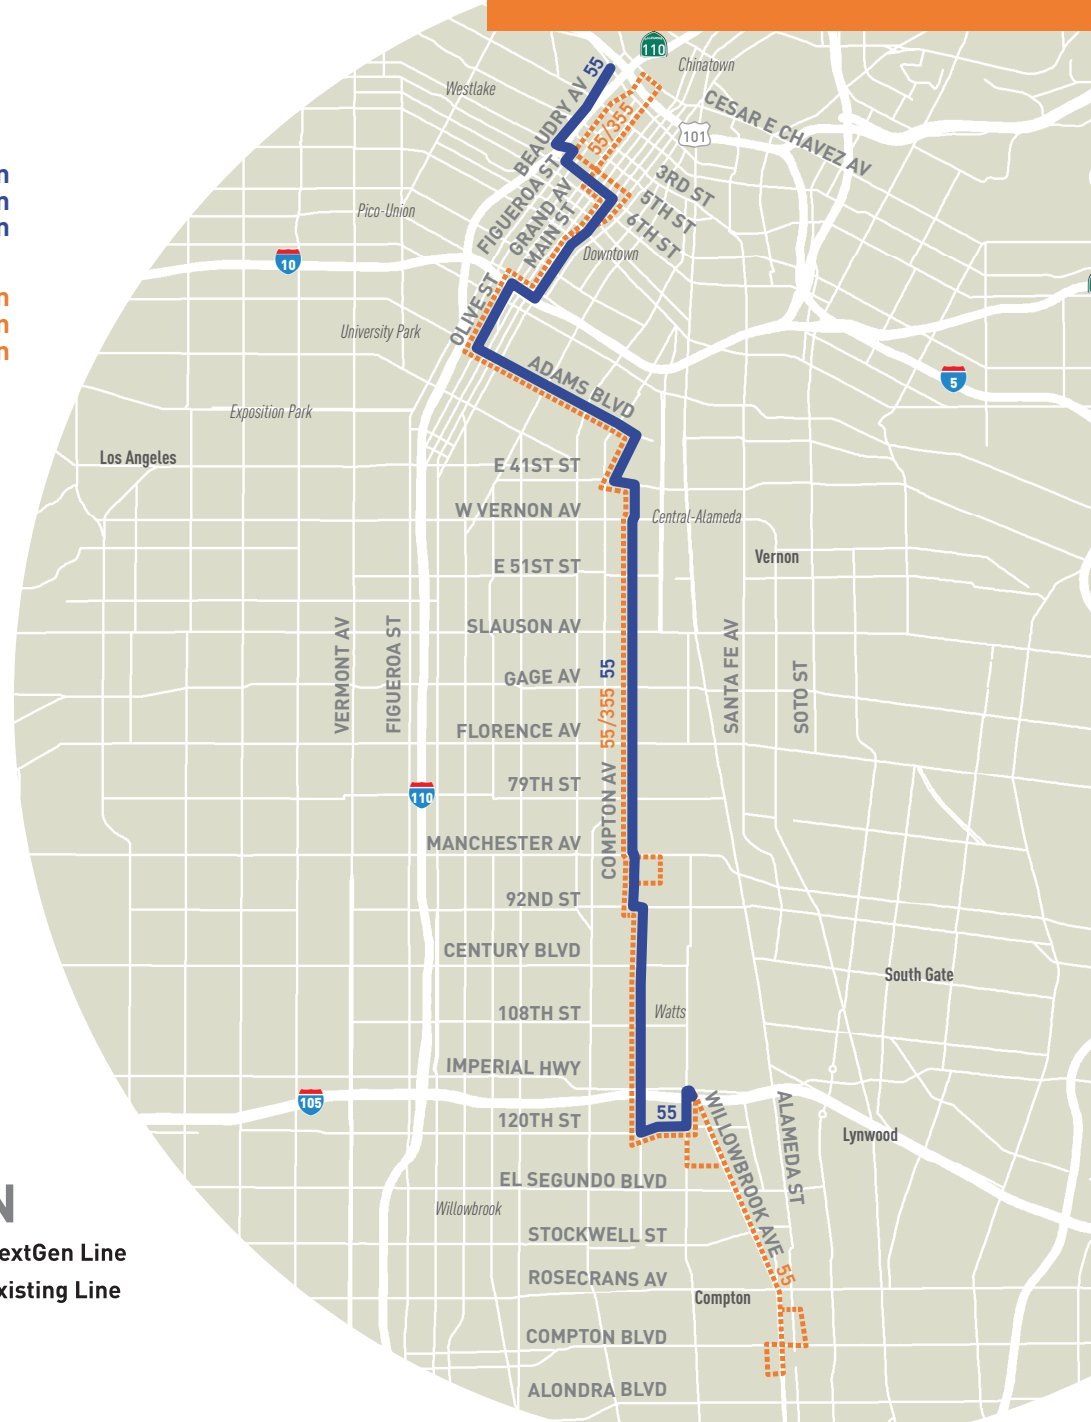 110
Chinatown
55
BEAUDRY AV
Westlake
CESAR E CHAVEZ AV
55/355
101
3RD ST
5TH ST
6TH ST
FIGUEROA ST
GRAND AV
MAIN ST
Pico-Union
Downtown
10
OLIVE ST
University Park
ADAMS BLVD
5
Exposition Park
Los Angeles
E 41ST ST
W VERNON AV
Central-Alameda
Vernon
E 51ST ST
SLAUSON AV
VERMONT AV
FIGUEROA ST
GAGE AV
55/355 55
SANTA FE AV
SOTO ST
FLORENCE AV
79TH ST
110
COMPTON AV
MANCHESTER AV
92ND ST
CENTURY BLVD
South Gate
108TH ST
Watts
IMPERIAL HWY
105
120TH ST
55
WILLOWBROOK AVE 55
ALAMEDA ST
Lynwood
EL SEGUNDO BLVD
Willowbrook
STOCKWELL ST
ROSECRANS AV
Compton
COMPTON BLVD
ALONDRA BLVD
n
n
n
n
n
n
N
extGen Line
xisting Line